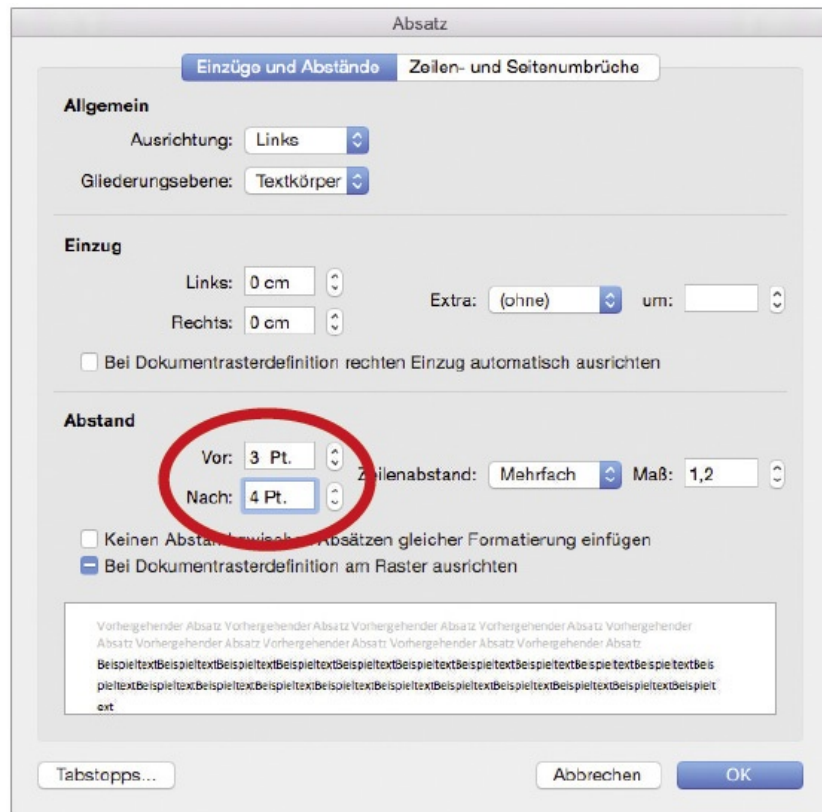 Absatz
Einzüge und Abstände Zeilen- und Seitenumbrüche
Allgemein
Ausrichtung: Links
Gliederungsebene: Textkörper
Einzug
Links: 0 cm
Extra: (ohne) um:
Rechts: 0 cm
Bei Dokumentrasterdefinition rechten Einzug automatisch ausrichten
Abstand
Vor: 3 Pt.
Zeilenabstand: Mehrfach Maß: 1,2
Nach: 4 Pt.
Keinen Abstand zwischen Absätzen gleicher Formatierung einfügen
Bei Dokumentrasterdefinition am Raster ausrichten
Vorhergehender Absatz Vorhergehender Absatz Vorhergehender Absatz Vorhergehender Absatz Vorhergehender
Absatz Vorhergehender Absatz Vorhergehender Absatz Vorhergehender Absatz Vorhergehender Absatz
BeispieltextBeispieltextBeispieltextBeispieltextBeispieltextBeispieltextBeispieltextBeispieltextBeispieltextBeispieltextBeis
pieltextBeispieltextBeispieltextBeispieltextBeispieltextBeispieltextBeispieltextBeispieltextBeispieltextBeispieltextBeispielt
ext
Tabstopps... Abbrechen OK